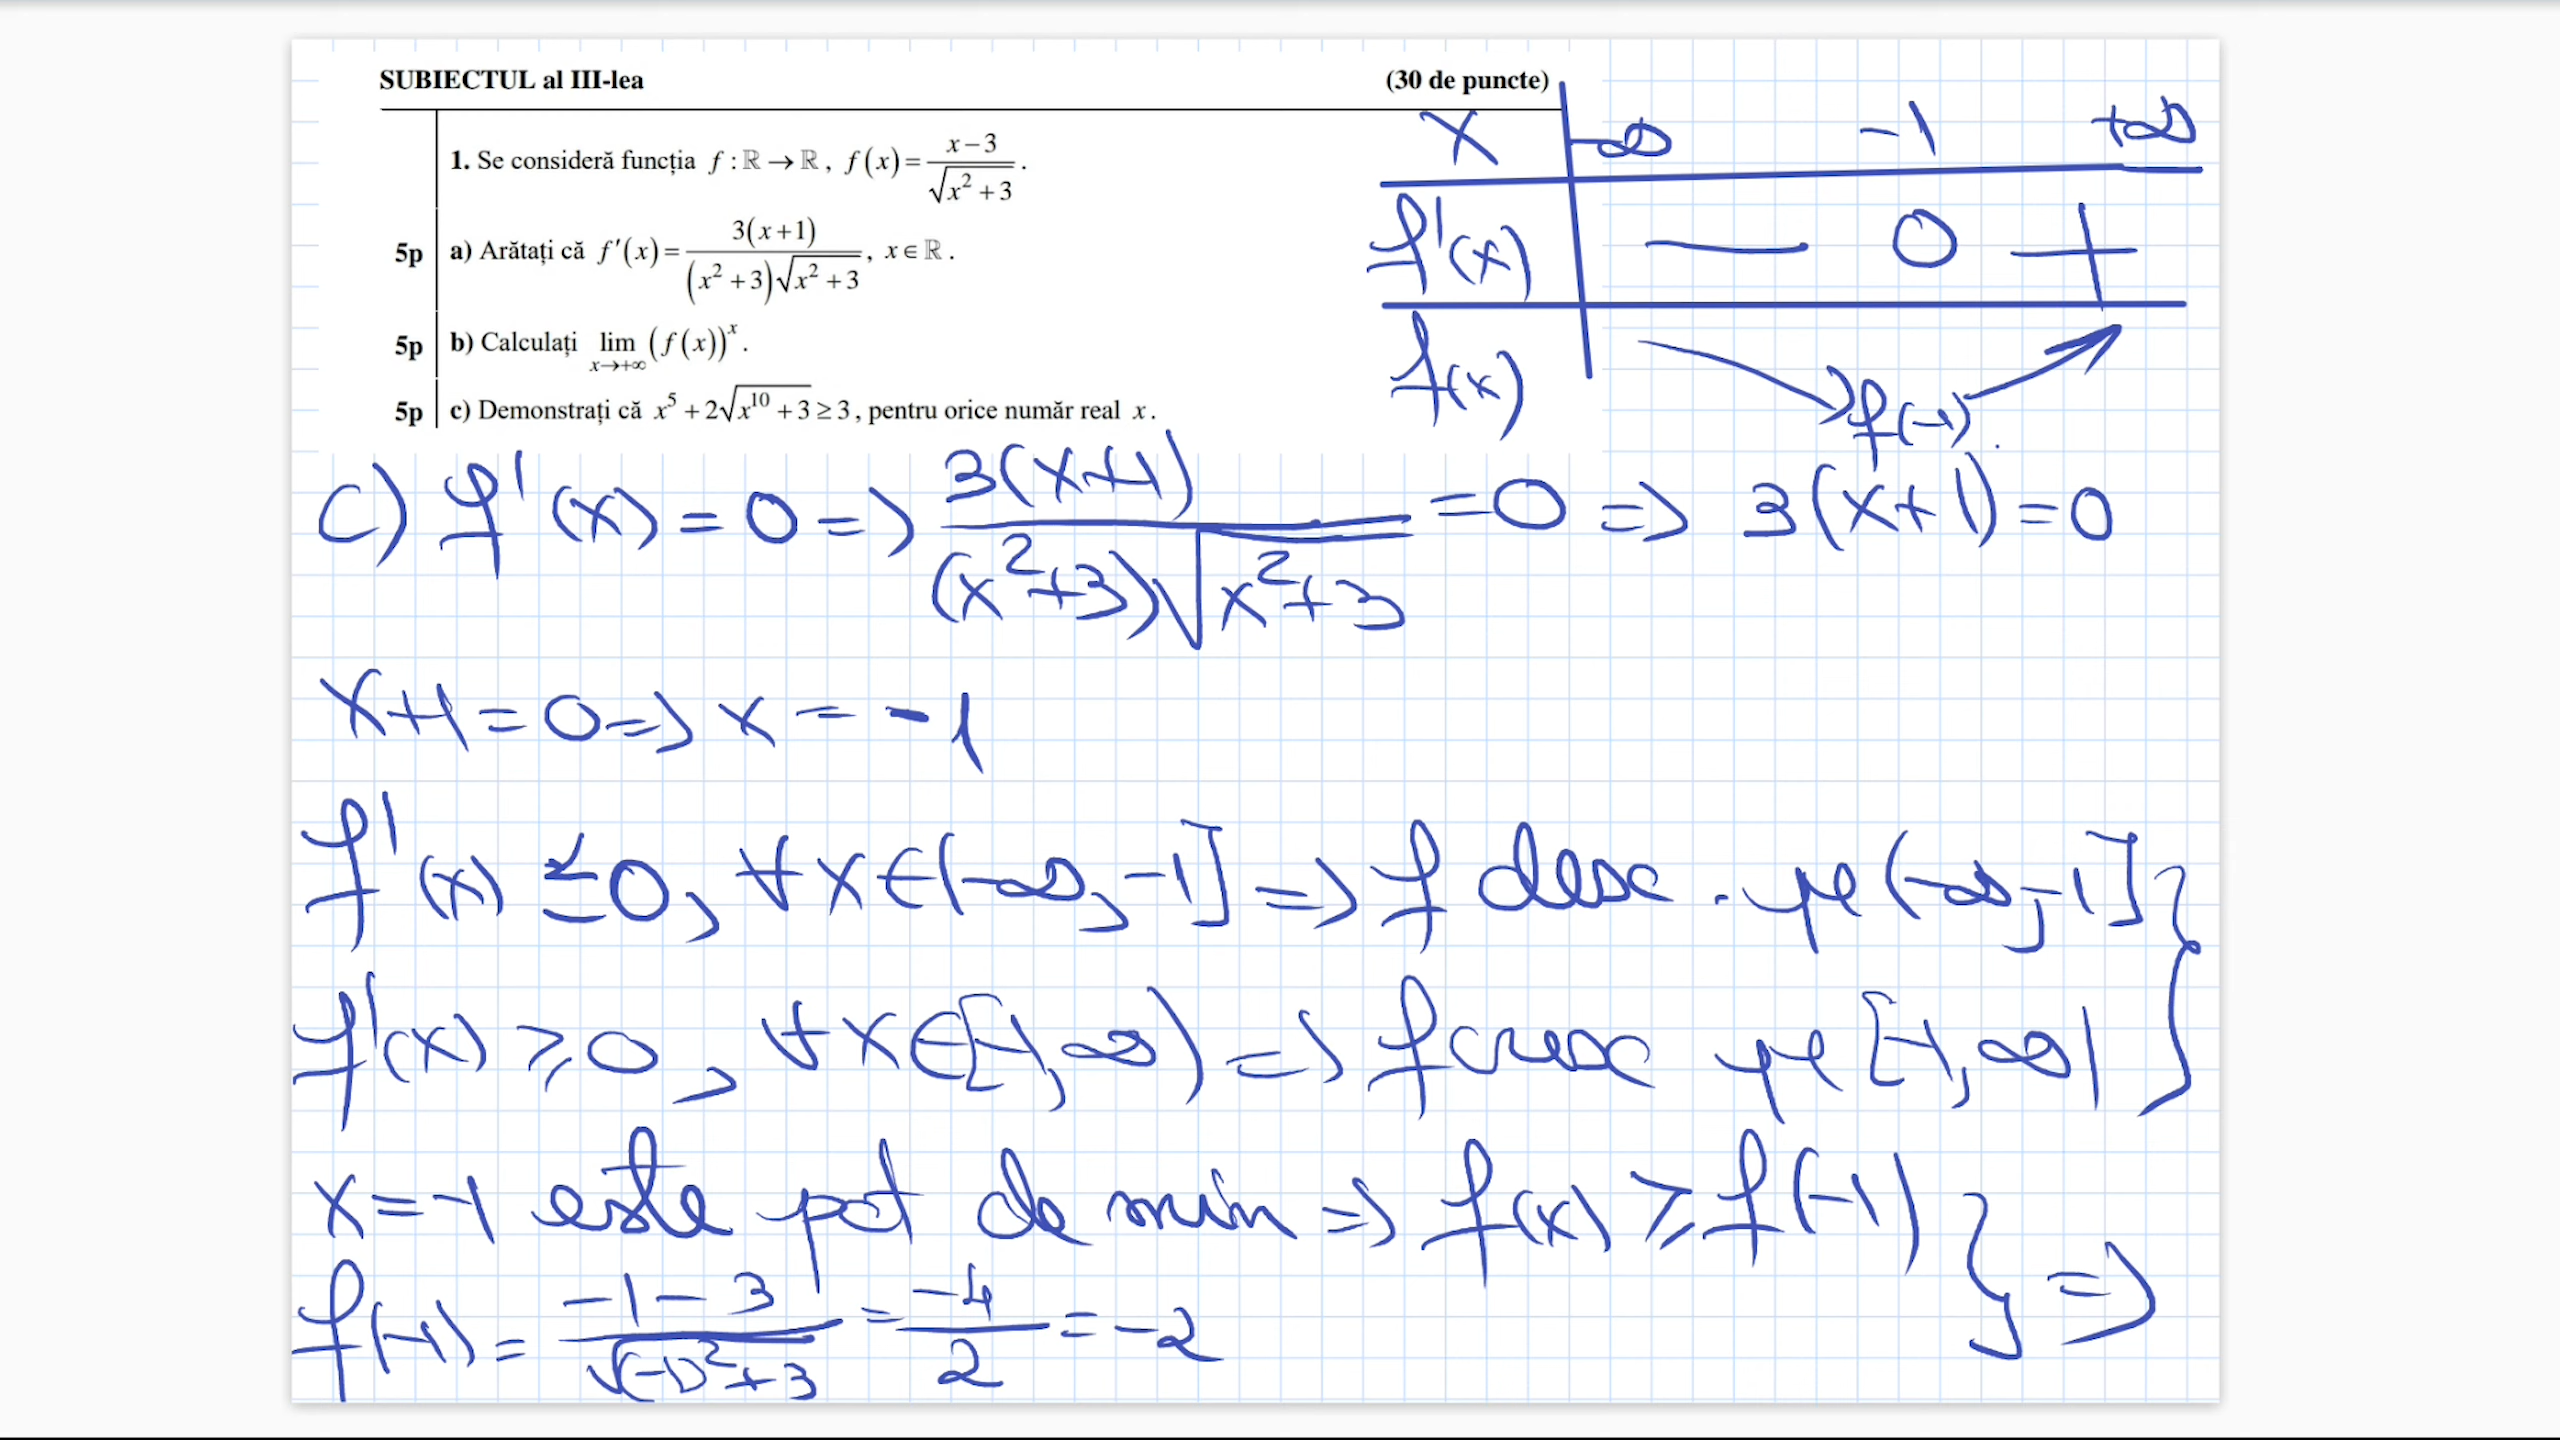 SUBIECTUL al III-lea (30 de puncte)
1. Se consideră funcția f : ℝ → ℝ, f(x) = (x−3)/√(x²+3).
5p a) Arătați că f′(x) = 3(x+1)/((x²+3)√(x²+3)), x ∈ ℝ.
5p b) Calculați lim x→+∞ (f(x))ˣ.
5p c) Demonstrați că x⁵ + 2√(x¹⁰+3) ≥ 3, pentru orice număr real x.
x | -∞ -1 +∞
f'(x) | — 0 +
f(x) | ↘ f(-1) ↗
c) f'(x) = 0 => 3(x+1)/((x²+3)√(x²+3)) = 0 => 3(x+1) = 0
x+1 = 0 => x = -1
f'(x) ≤ 0, ∀ x ∈ (-∞, -1] => f desc. pe (-∞, -1] }
f'(x) ≥ 0, ∀ x ∈ [-1, ∞) => f cresc pe [-1, ∞) }
x = -1 este pct de min => f(x) ≥ f(-1) } =>
f(-1) = (-1-3)/√((-1)²+3) = -4/2 = -2